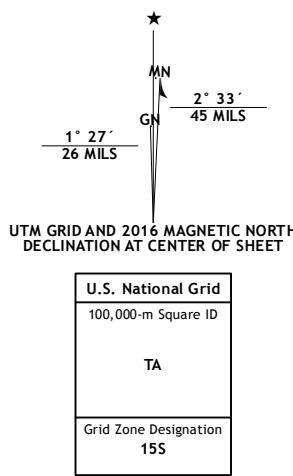 ★
MN
GN
2° 33´
45 MILS
1° 27´
26 MILS
UTM GRID AND 2016 MAGNETIC NORTH
DECLINATION AT CENTER OF SHEET
U.S. National Grid
100,000-m Square ID
TA
Grid Zone Designation
15S